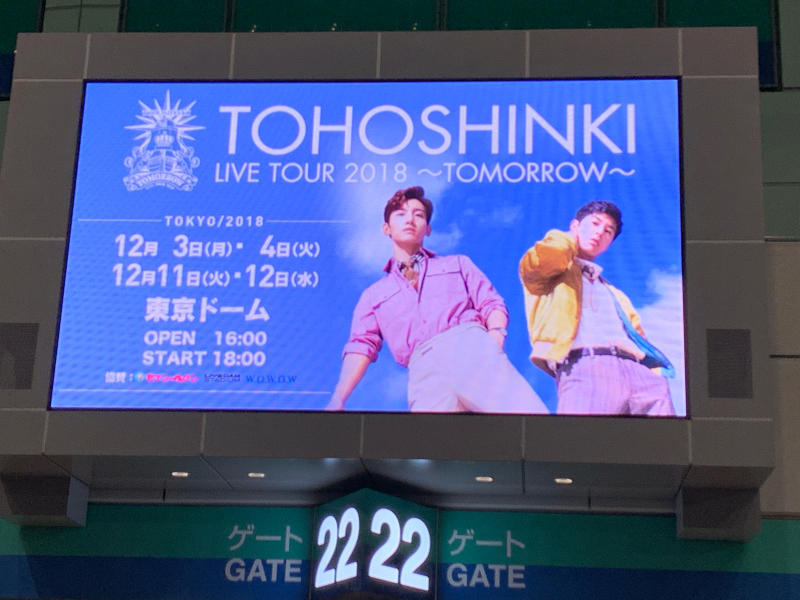 TOHOSHINKI
LIVE TOUR 2018 ～TOMORROW～
TOMORROW
TOKYO/2018
12月 3日(月)・ 4日(火)
12月11日(火)・12日(水)
東京ドーム
OPEN 16:00
START 18:00
協賛：
WOWOW
ゲート 22 22 ゲート
GATE GATE